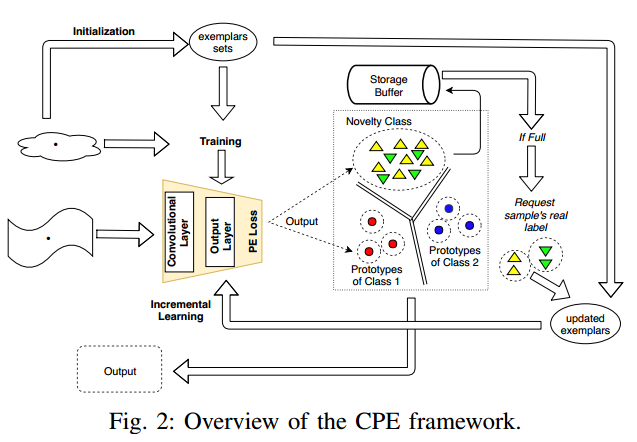 Initialization
exemplars
sets
Storage
Buffer
Novelty Class
If Full
Training
Request
sample's real
label
Convolutional
Layer
Output
Layer
PE Loss
Output
Prototypes
of Class 1
Prototypes
of Class 2
Incremental
Learning
updated
exemplars
Output
Fig. 2: Overview of the CPE framework.